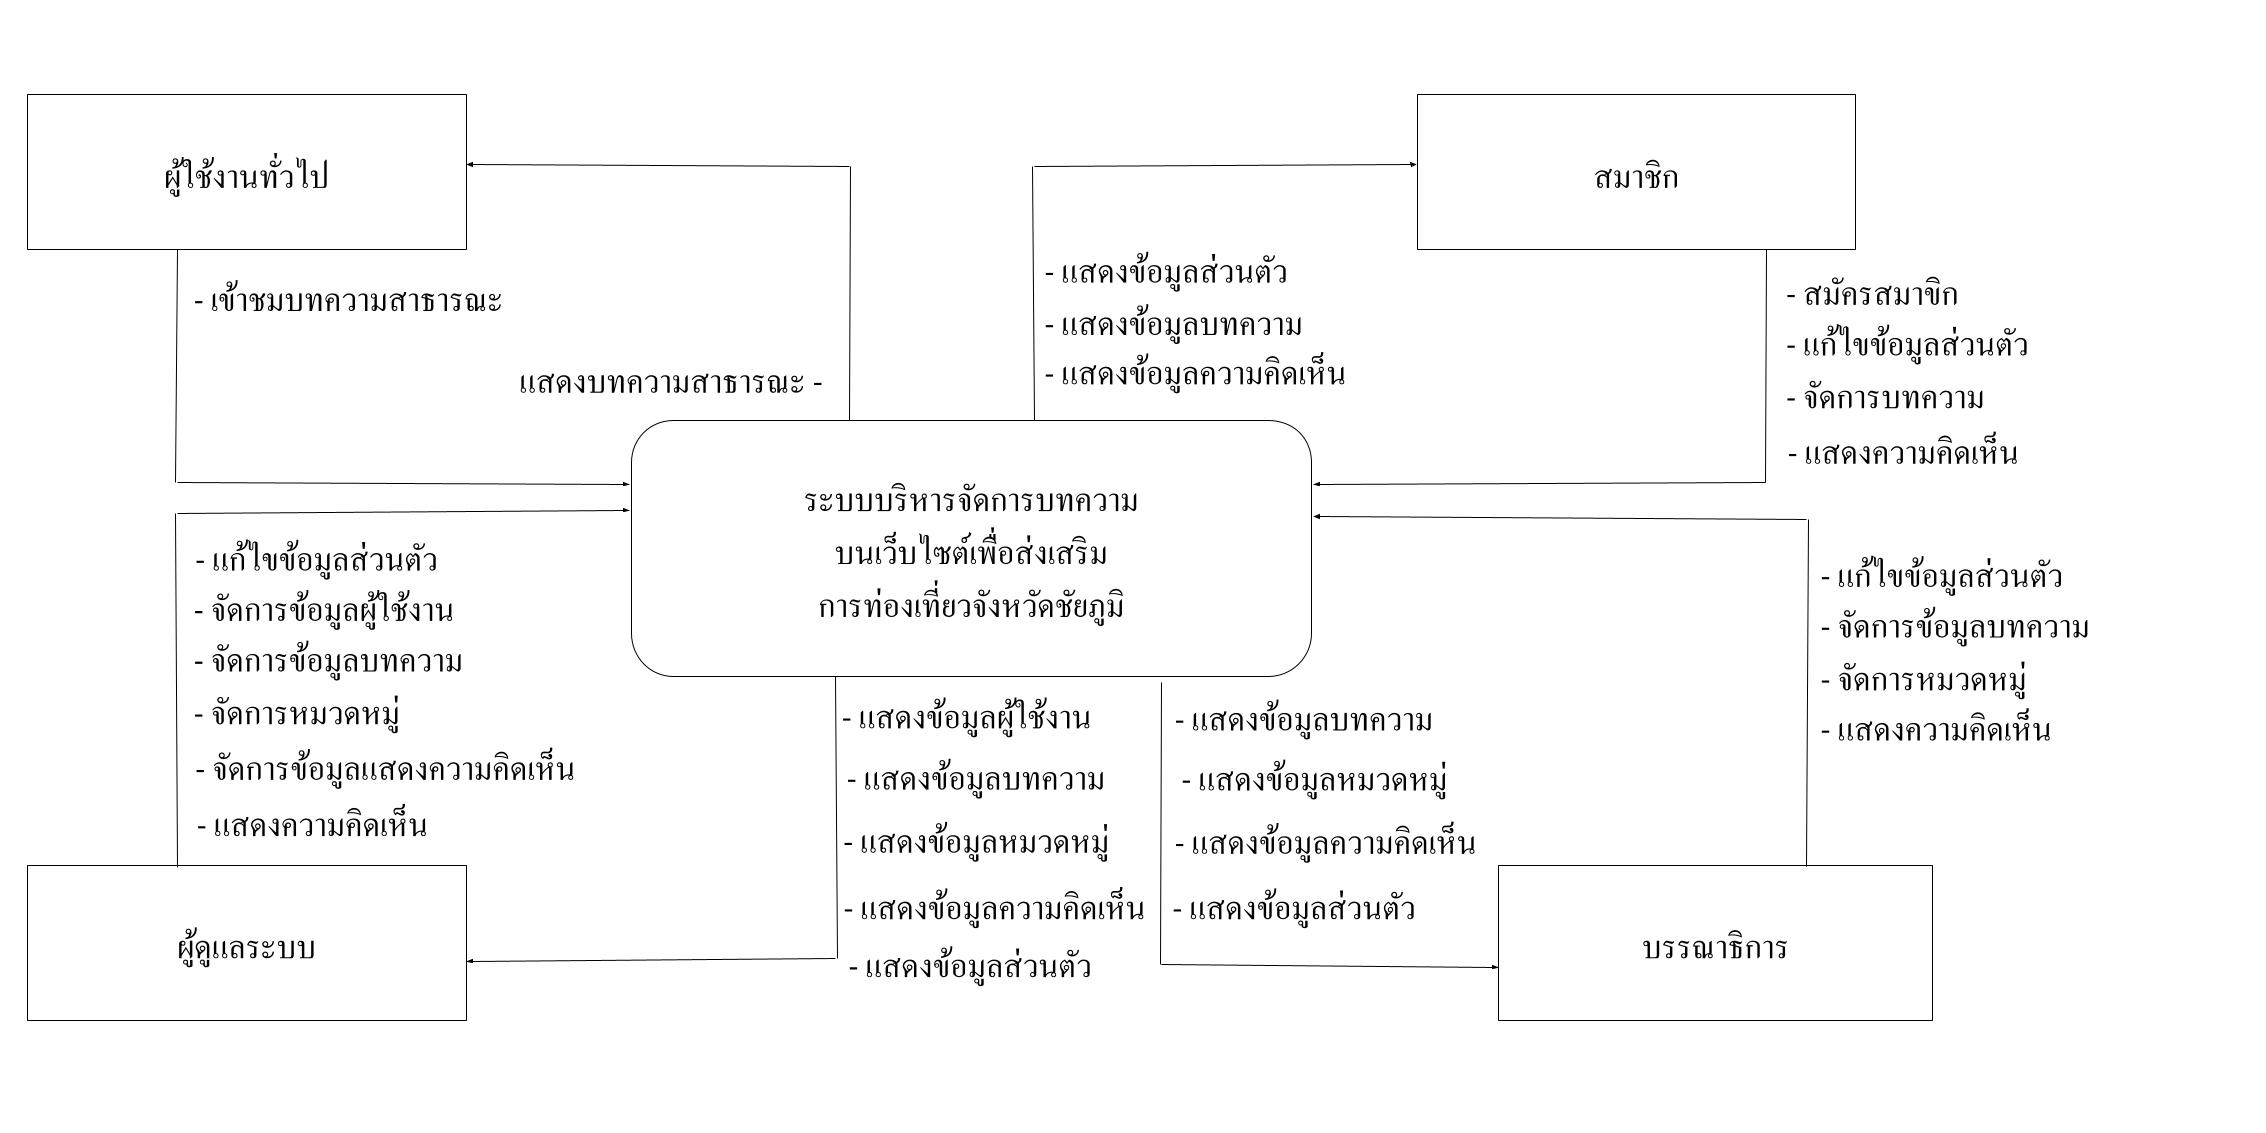 ผู้ใช้งานทั่วไป
สมาชิก
- เข้าชมบทความสาธารณะ
แสดงบทความสาธารณะ -
- แสดงข้อมูลส่วนตัว
- แสดงข้อมูลบทความ
- แสดงข้อมูลความคิดเห็น
- สมัครสมาขิก
- แก้ไขข้อมูลส่วนตัว
- จัดการบทความ
- แสดงความคิดเห็น
ระบบบริหารจัดการบทความ
บนเว็บไซต์เพื่อส่งเสริม
การท่องเที่ยวจังหวัดชัยภูมิ
- แก้ไขข้อมูลส่วนตัว
- จัดการข้อมูลผู้ใช้งาน
- จัดการข้อมูลบทความ
- จัดการหมวดหมู่
- จัดการข้อมูลแสดงความคิดเห็น
- แสดงความคิดเห็น
- แสดงข้อมูลผู้ใช้งาน
- แสดงข้อมูลบทความ
- แสดงข้อมูลหมวดหมู่
- แสดงข้อมูลความคิดเห็น
- แสดงข้อมูลส่วนตัว
- แสดงข้อมูลบทความ
- แสดงข้อมูลหมวดหมู่
- แสดงข้อมูลความคิดเห็น
- แสดงข้อมูลส่วนตัว
- แก้ไขข้อมูลส่วนตัว
- จัดการข้อมูลบทความ
- จัดการหมวดหมู่
- แสดงความคิดเห็น
ผู้ดูแลระบบ
บรรณาธิการ